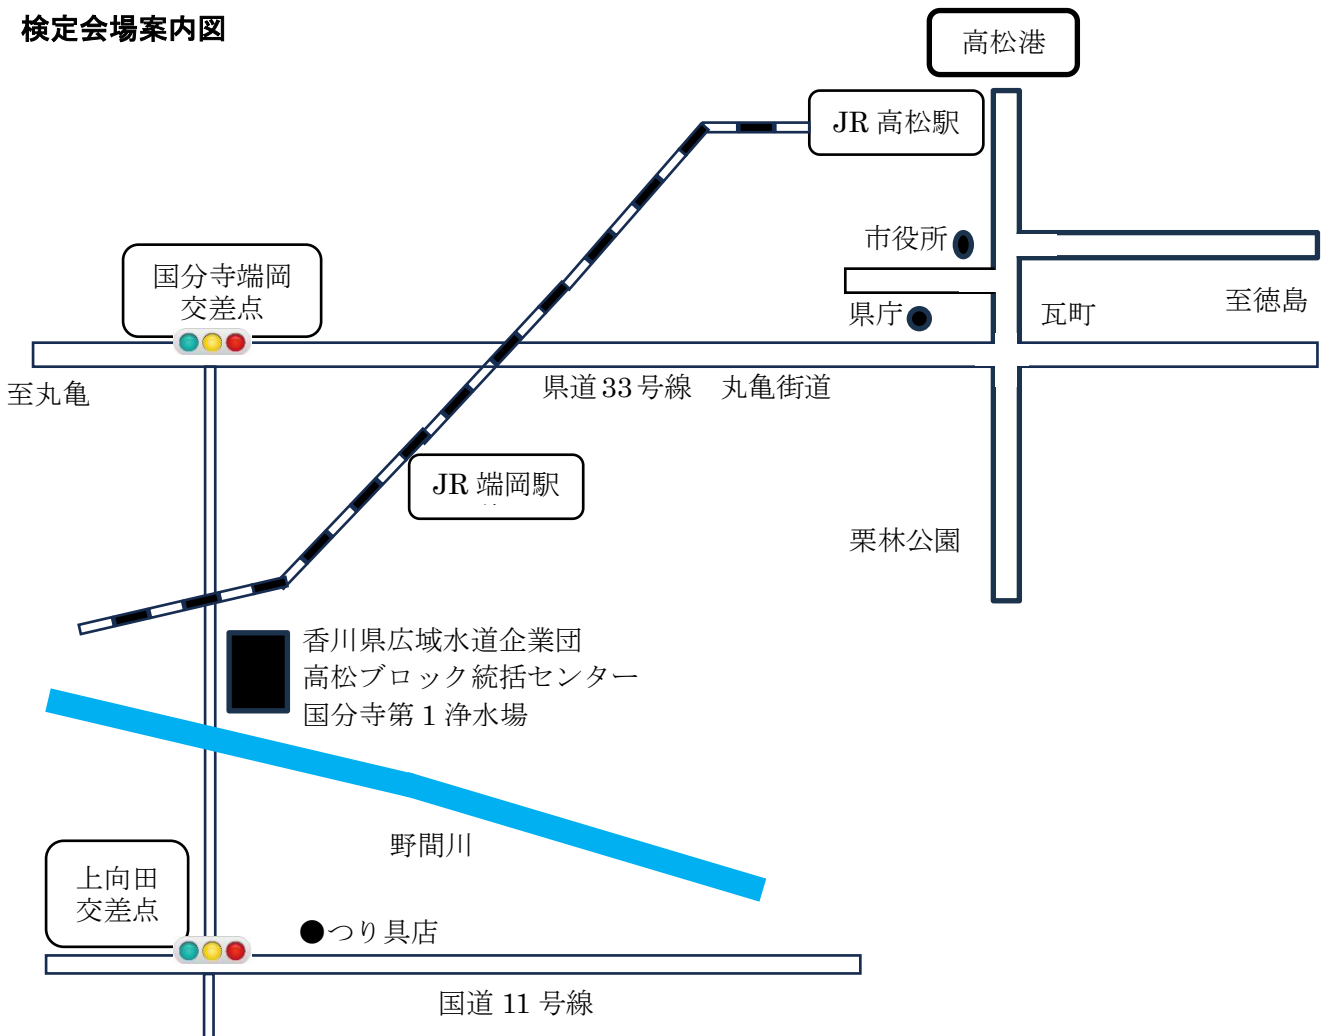 検定会場案内図
高松港
JR 高松駅
市役所
国分寺端岡
交差点
県庁
瓦町
至徳島
至丸亀
県道 33 号線　丸亀街道
JR 端岡駅
栗林公園
香川県広域水道企業団
高松ブロック統括センター
国分寺第 1 浄水場
野間川
上向田
交差点
●つり具店
国道 11 号線